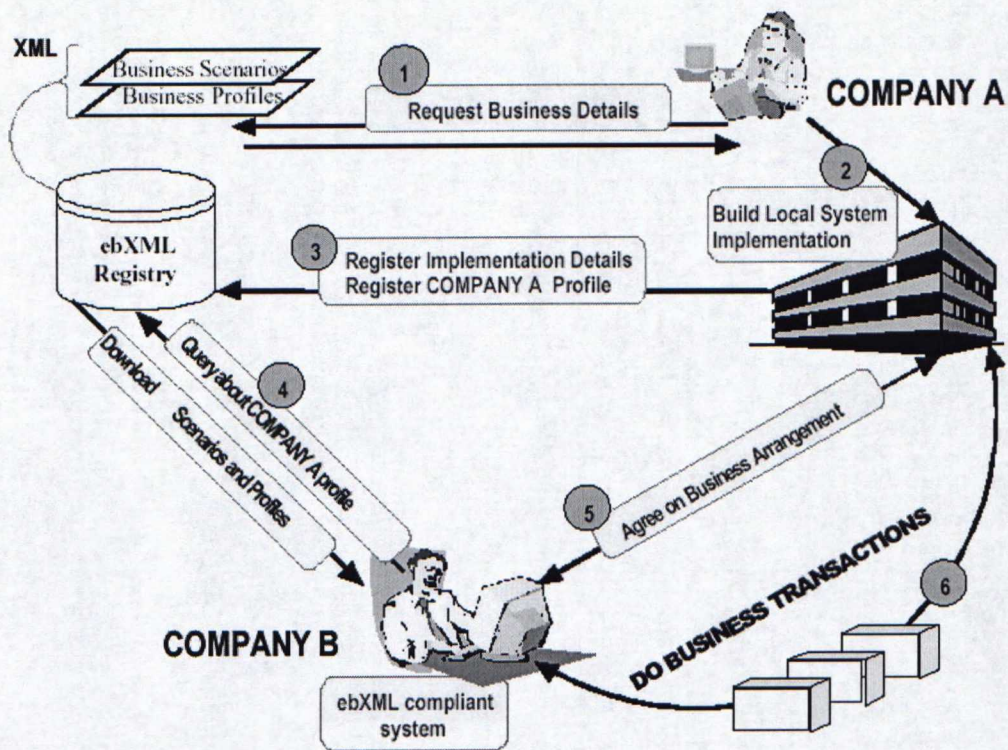 XML
Business Scenarios
Business Profiles
1
Request Business Details
COMPANY A
2
Build Local System
Implementation
ebXML
Registry
3
Register Implementation Details
Register COMPANY A Profile
4
Query about COMPANY A profile
Download Scenarios and Profiles
5
Agree on Business Arrangement
6
DO BUSINESS TRANSACTIONS
COMPANY B
ebXML compliant
system